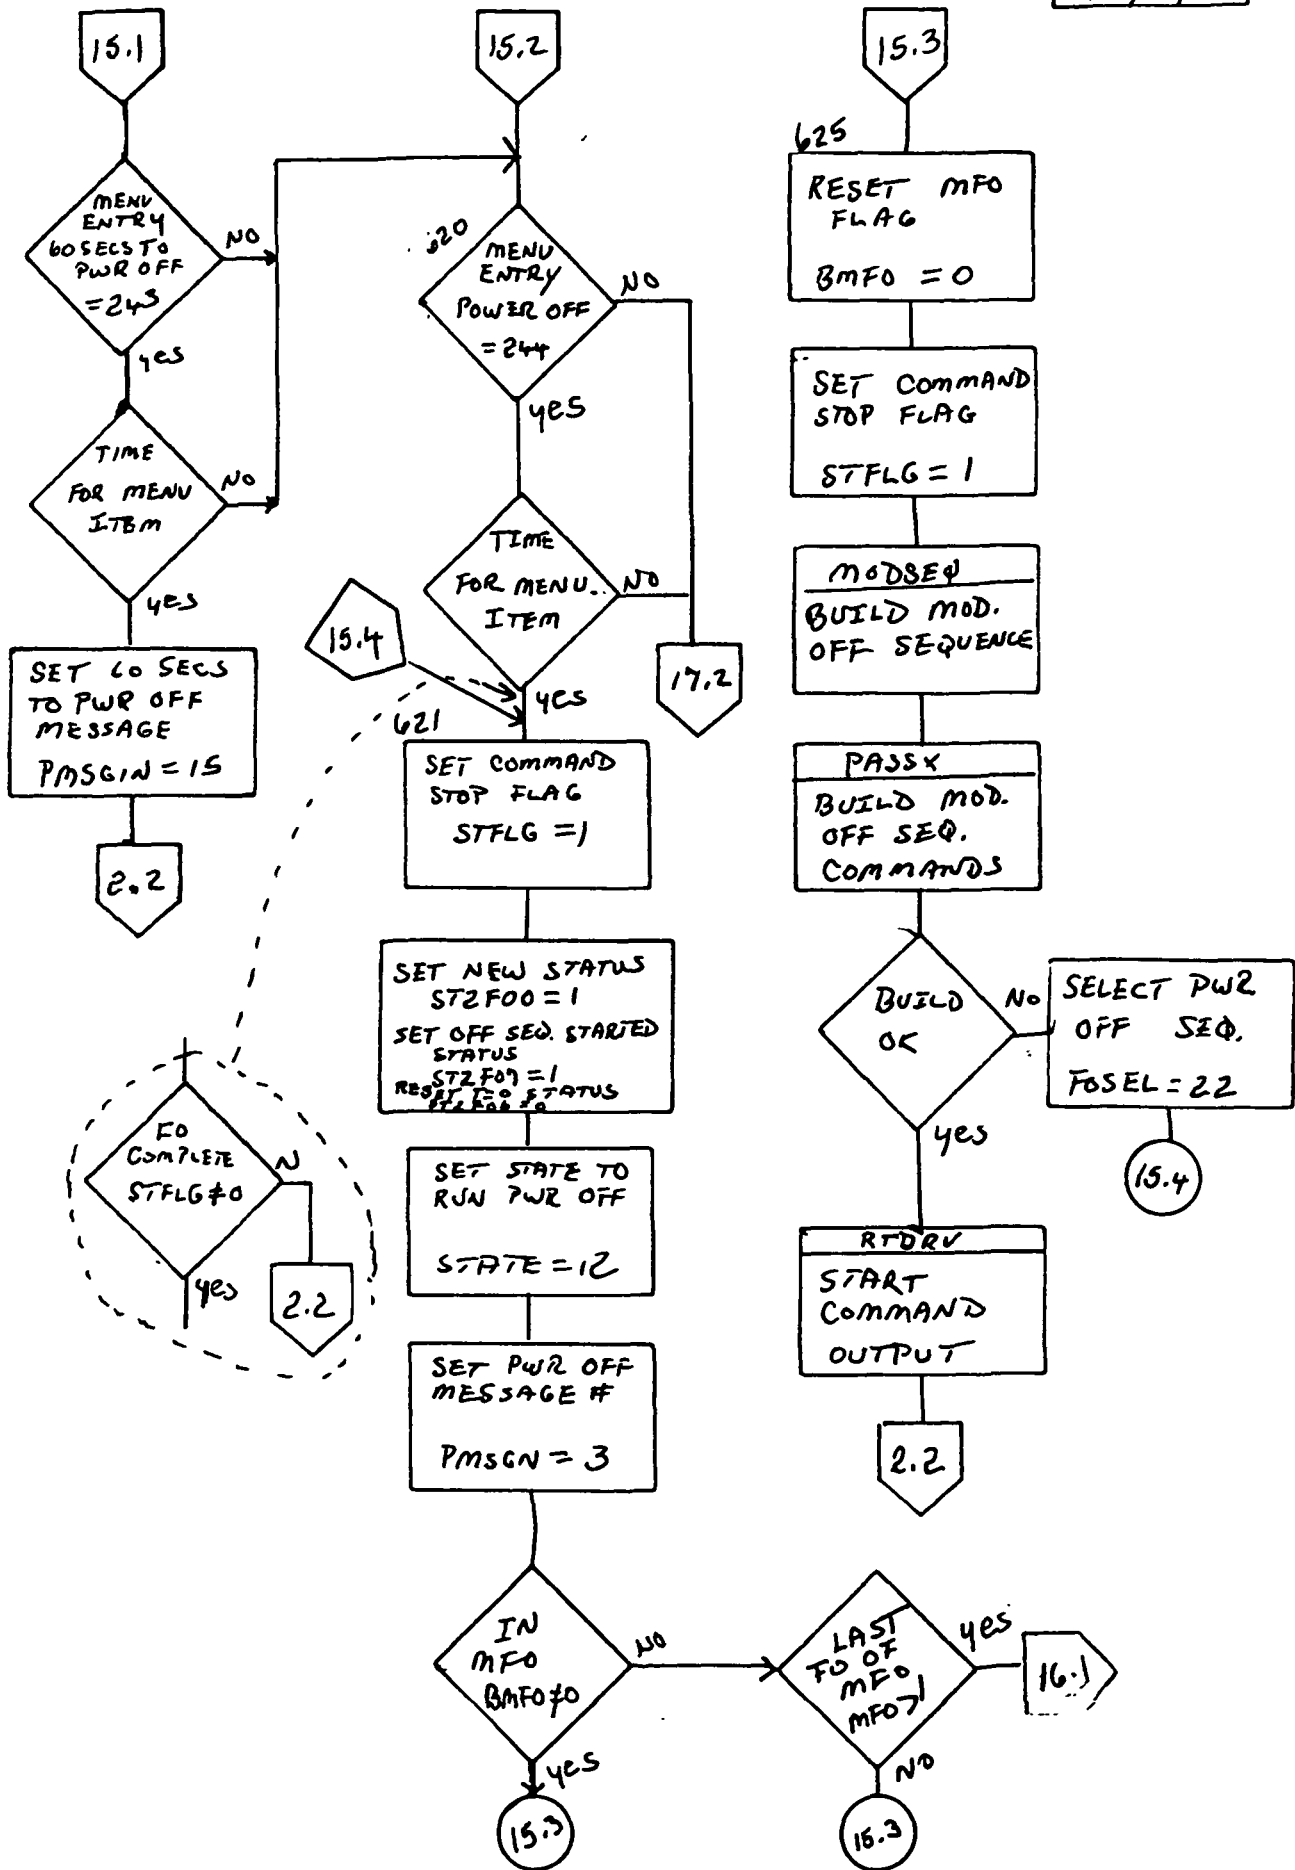 15.1
MENU
ENTRY
60 SECS TO
PWR OFF
= 243
NO
yes
TIME
FOR MENU
ITEM
NO
yes
SET 60 SECS
TO PWR OFF
MESSAGE
PMSGIN = 15
2.2
15.2
620
MENU
ENTRY
POWER OFF
= 244
NO
yes
TIME
FOR MENU
ITEM
NO
yes
17.2
15.4
621
SET COMMAND
STOP FLAG
STFLG = 1
SET NEW STATUS
ST2F00 = 1
SET OFF SEQ. STARTED
STATUS
ST2F07 = 1
RESET T=0 STATUS
ST2F06 = 0
FO
COMPLETE
STFLG ≠ 0
N
yes
2.2
SET STATE TO
RUN PWR OFF
STATE = 12
SET PWR OFF
MESSAGE #
PMSGN = 3
IN
MFO
BMFO ≠ 0
NO
yes
15.3
LAST
FO OF
MFO
MFO > 1
yes
16.1
NO
15.3
15.3
625
RESET MFO
FLAG
BMFO = 0
SET COMMAND
STOP FLAG
STFLG = 1
MODSEQ
BUILD MOD.
OFF SEQUENCE
PASSX
BUILD MOD.
OFF SEQ.
COMMANDS
BUILD
OK
NO
yes
SELECT PWR
OFF SEQ.
FOSEL = 22
15.4
RTDRV
START
COMMAND
OUTPUT
2.2